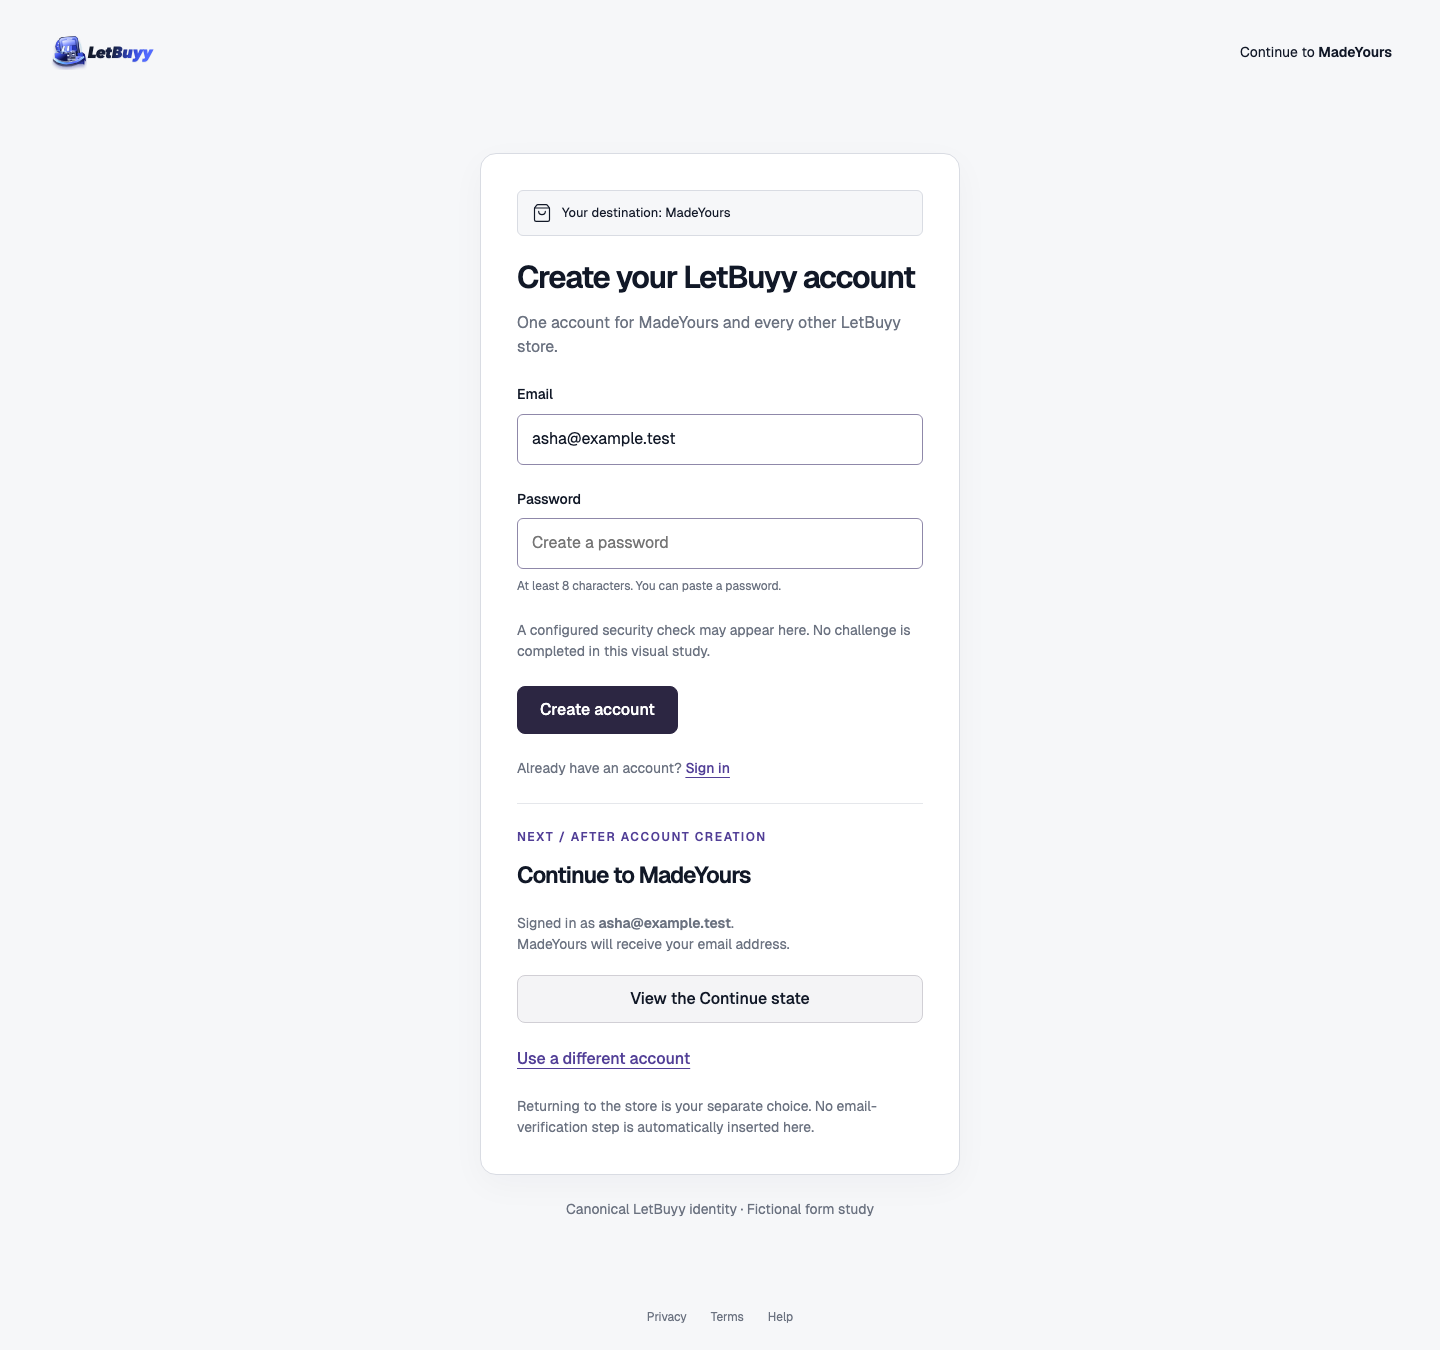 LetBuyy
Continue to MadeYours
Your destination: MadeYours
Create your LetBuyy account
One account for MadeYours and every other LetBuyy
store.
Email
asha@example.test
Password
Create a password
At least 8 characters. You can paste a password.
A configured security check may appear here. No challenge is
completed in this visual study.
Create account
Already have an account? Sign in
NEXT / AFTER ACCOUNT CREATION
Continue to MadeYours
Signed in as asha@example.test.
MadeYours will receive your email address.
View the Continue state
Use a different account
Returning to the store is your separate choice. No email-
verification step is automatically inserted here.
Canonical LetBuyy identity · Fictional form study
Privacy Terms Help